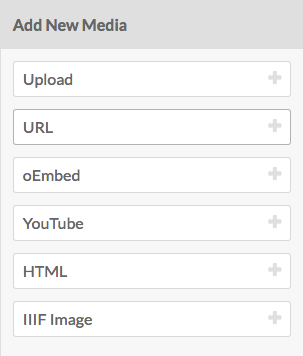 Add New Media
Upload
URL
oEmbed
YouTube
HTML
IIIF Image